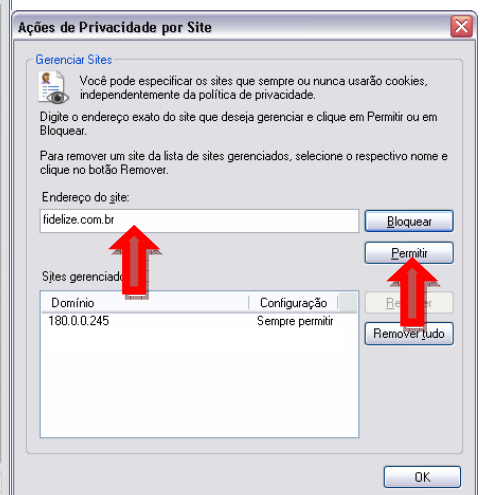 Ações de Privacidade por Site
Gerenciar Sites
Você pode especificar os sites que sempre ou nunca usarão cookies,
independentemente da política de privacidade.
Digite o endereço exato do site que deseja gerenciar e clique em Permitir ou em
Bloquear.
Para remover um site da lista de sites gerenciados, selecione o respectivo nome e
clique no botão Remover.
Endereço do site:
fidelize.com.br
Bloquear
Permitir
Sites
Domínio Configuração
180.0.0.245 Sempre permitir
Remover tudo
OK